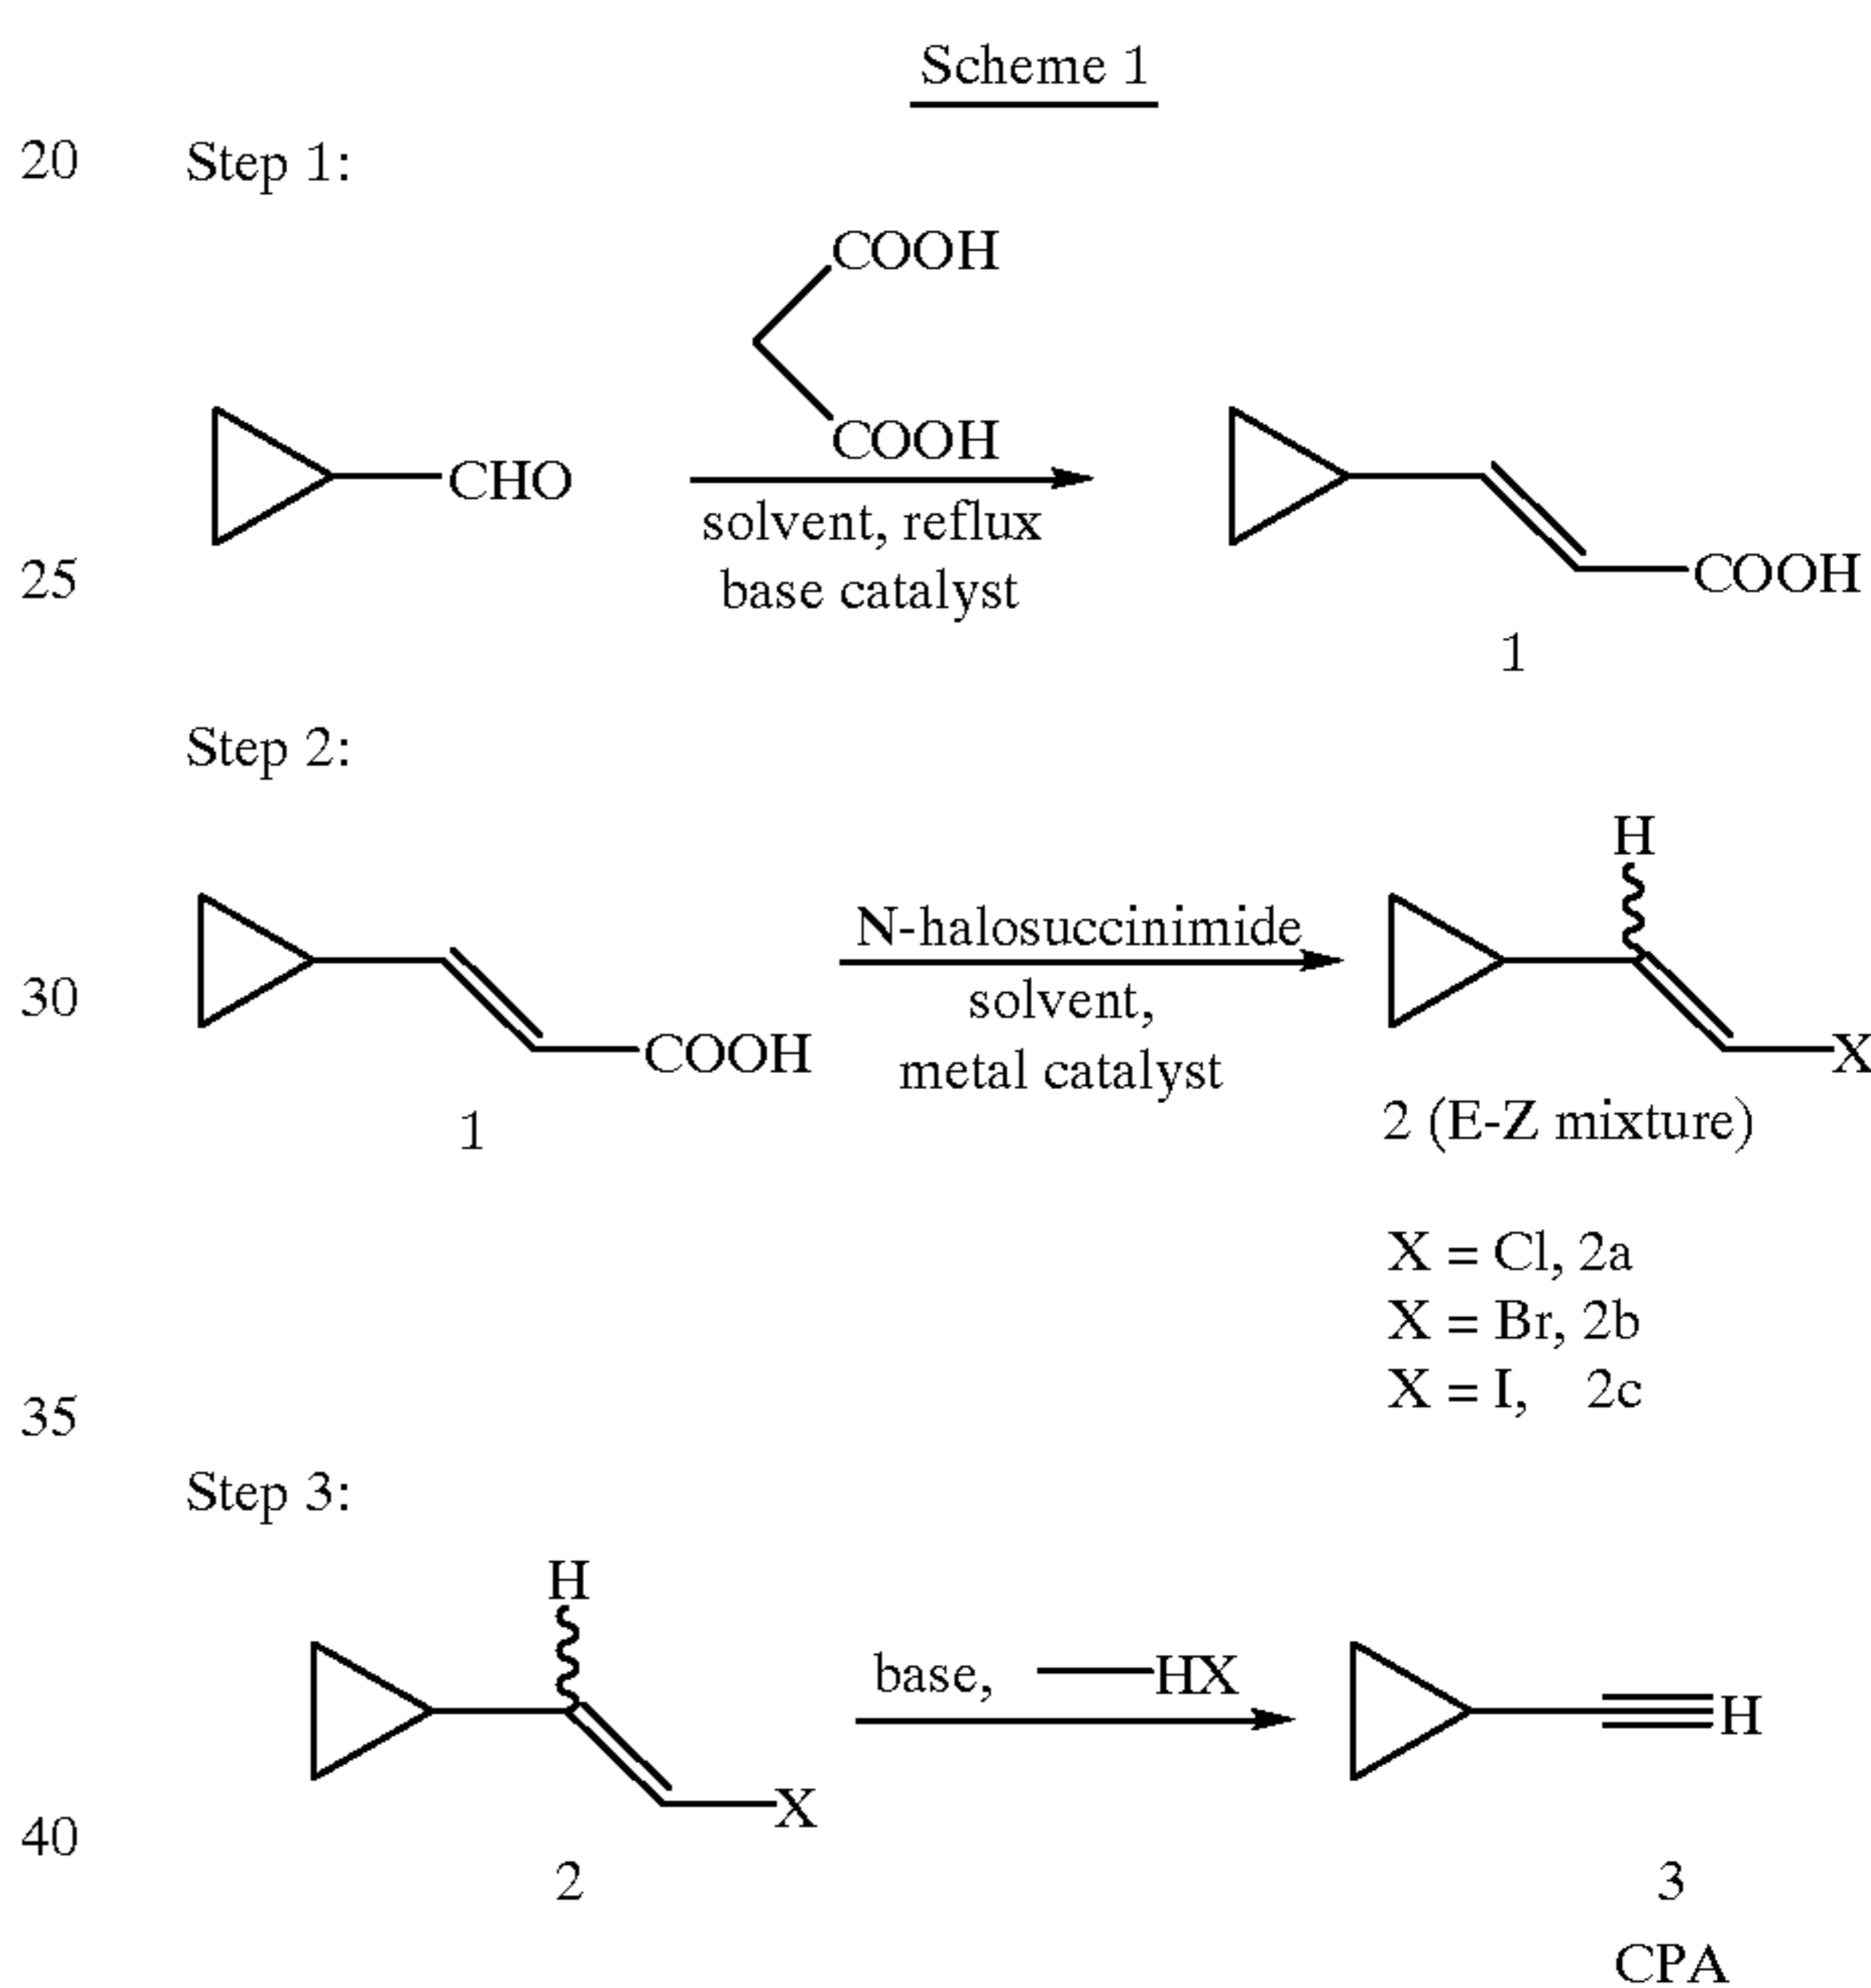 Scheme 1
20 Step 1:
COOH
COOH
CHO
solvent, reflux
25
base catalyst
COOH
1
Step 2:
H
N-halosuccinimide
30
solvent,
metal catalyst
COOH
X
1
2 (E-Z mixture)
X = Cl, 2a
X = Br, 2b
X = I, 2c
35
Step 3:
H
base, —HX
H
X
40
2
3
CPA